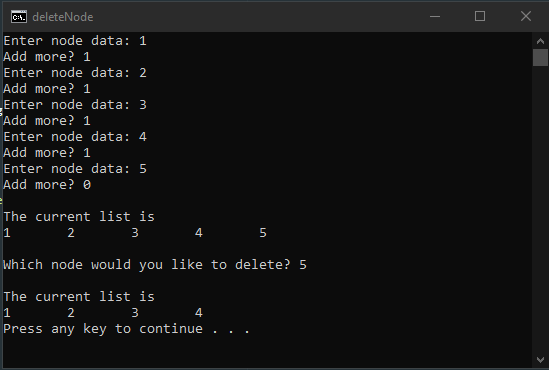 deleteNode
Enter node data: 1
Add more? 1
Enter node data: 2
Add more? 1
Enter node data: 3
Add more? 1
Enter node data: 4
Add more? 1
Enter node data: 5
Add more? 0
The current list is
1 2 3 4 5
Which node would you like to delete? 5
The current list is
1 2 3 4
Press any key to continue . . .